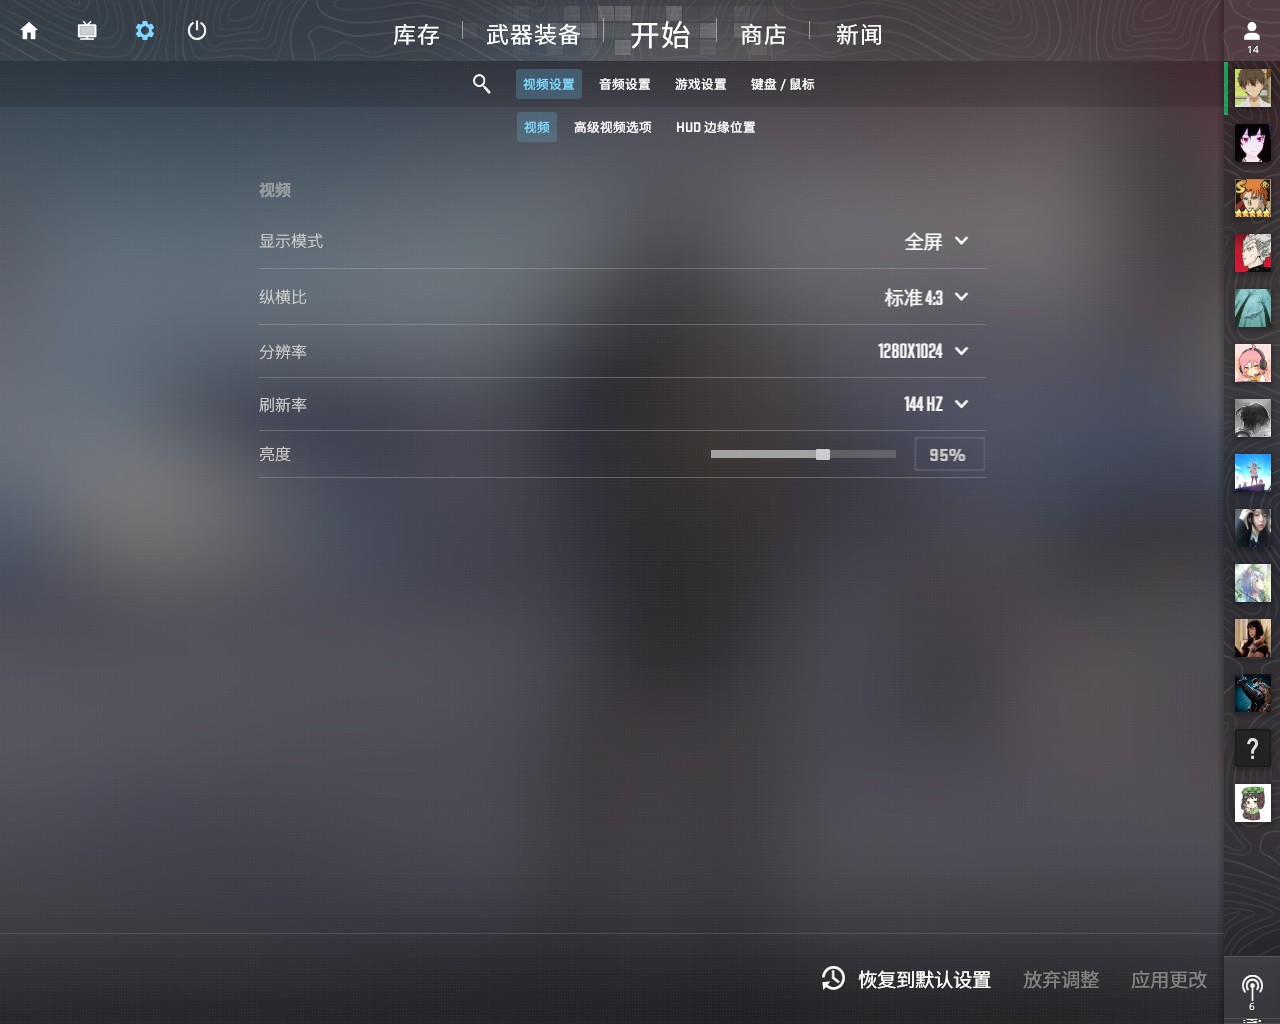 库存 武器装备 开始 商店 新闻
14
视频设置 音频设置 游戏设置 键盘 / 鼠标
视频 高级视频选项 HUD 边缘位置
视频
显示模式 全屏
纵横比 标准 4:3
分辨率 1280X1024
刷新率 144 HZ
亮度 95%
?
恢复到默认设置 放弃调整 应用更改
6